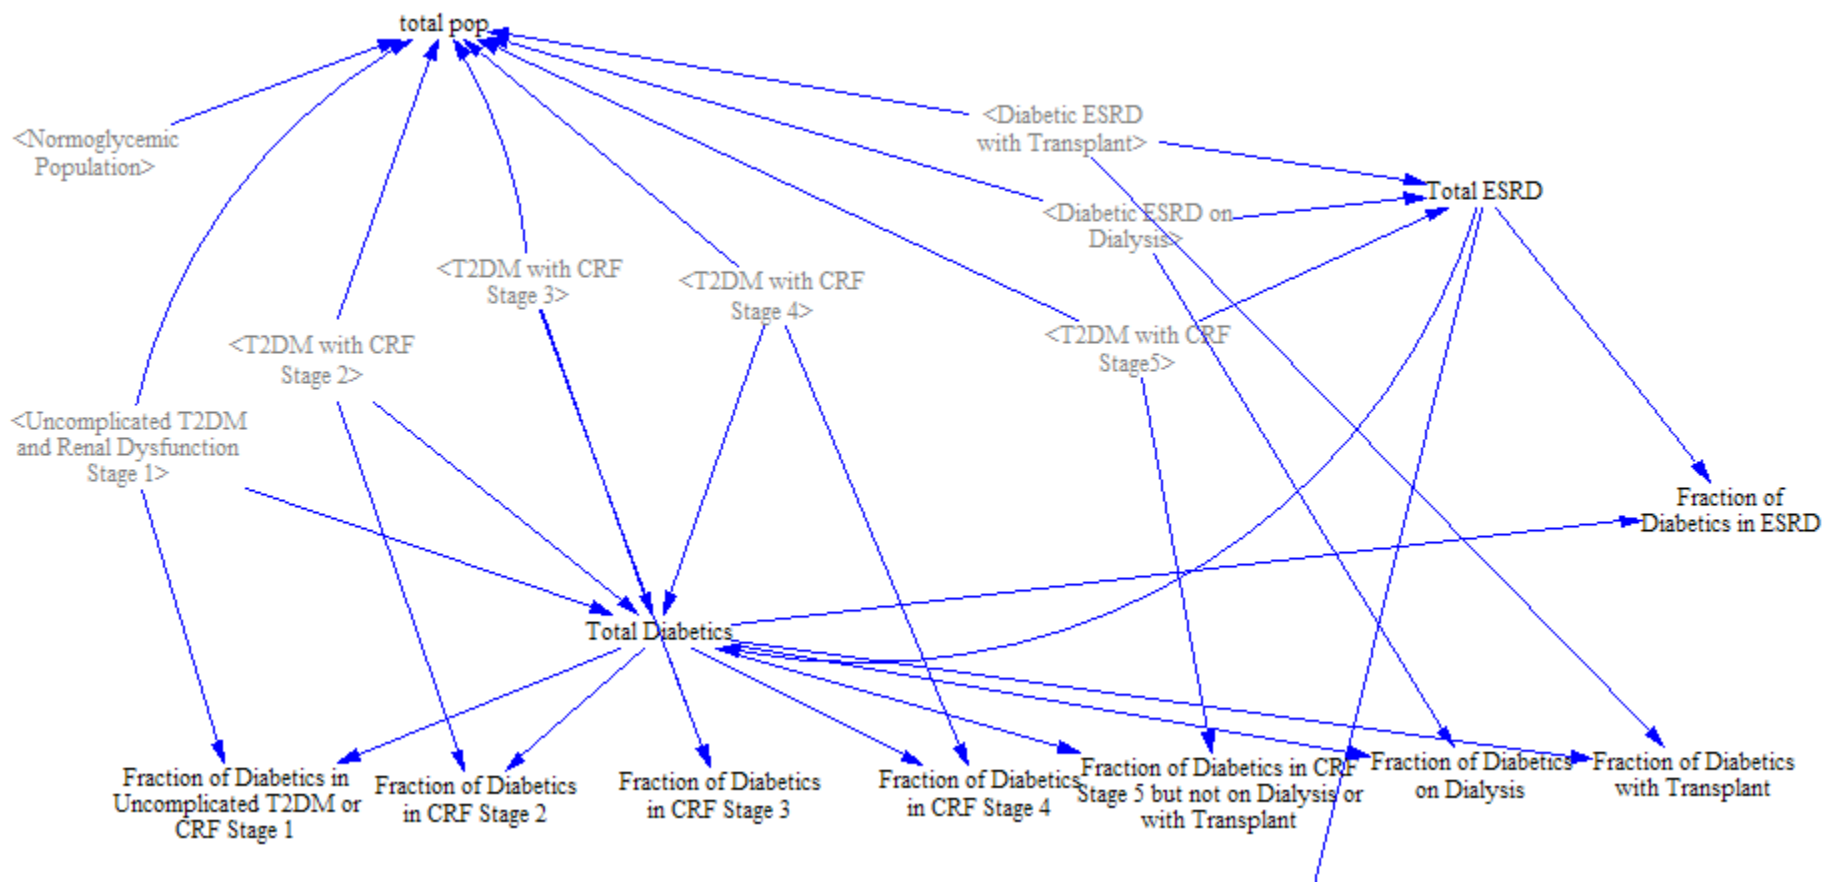 total pop
<Diabetic ESRD
with Transplant>
<Normoglycemic
Population>
Total ESRD
<Diabetic ESRD on
Dialysis>
<T2DM with CRF
Stage 3>
<T2DM with CRF
Stage 4>
<T2DM with CRF
Stage 2>
<T2DM with CRF
Stage5>
<Uncomplicated T2DM
and Renal Dysfunction
Stage 1>
Fraction of
Diabetics in ESRD
Total Diabetics
Fraction of Diabetics in
Uncomplicated T2DM or
CRF Stage 1
Fraction of Diabetics
in CRF Stage 2
Fraction of Diabetics
in CRF Stage 3
Fraction of Diabetics
in CRF Stage 4
Fraction of Diabetics in CRF
Stage 5 but not on Dialysis or
with Transplant
Fraction of Diabetics
on Dialysis
Fraction of Diabetics
with Transplant